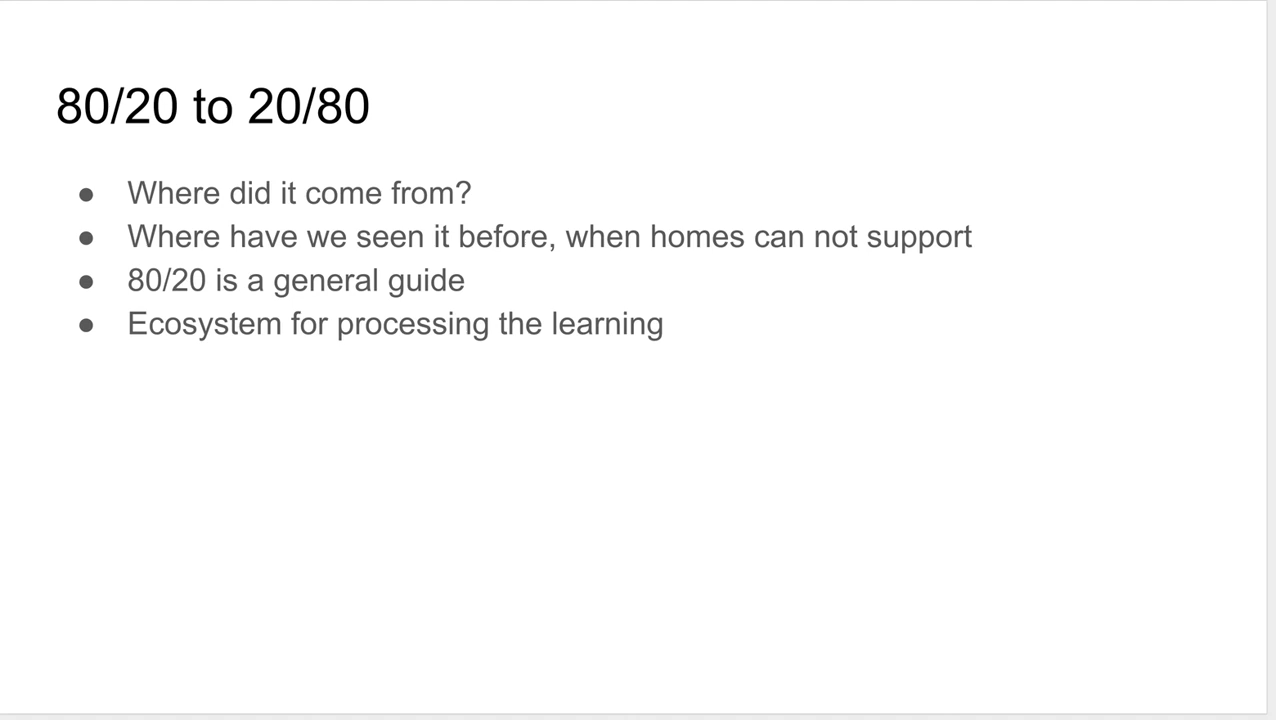 80/20 to 20/80
● Where did it come from?
● Where have we seen it before, when homes can not support
● 80/20 is a general guide
● Ecosystem for processing the learning